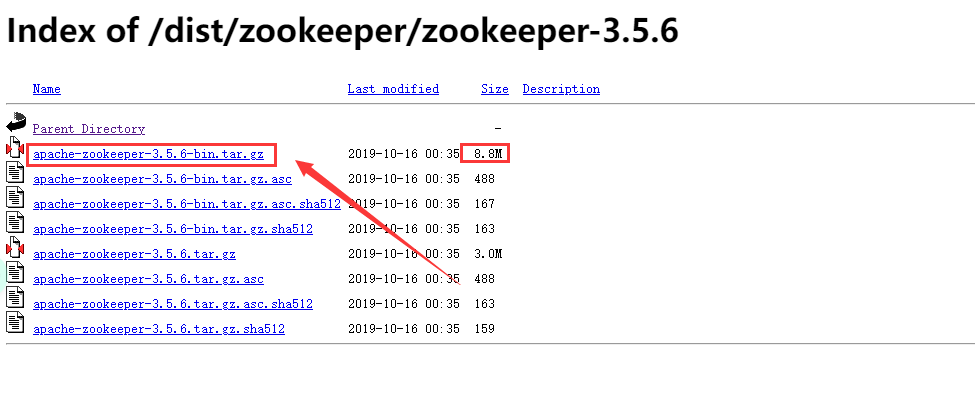 Index of /dist/zookeeper/zookeeper-3.5.6
Name Last modified Size Description
Parent Directory -
apache-zookeeper-3.5.6-bin.tar.gz 2019-10-16 00:35 8.8M
apache-zookeeper-3.5.6-bin.tar.gz.asc 2019-10-16 00:35 488
apache-zookeeper-3.5.6-bin.tar.gz.asc.sha512 2019-10-16 00:35 167
apache-zookeeper-3.5.6-bin.tar.gz.sha512 2019-10-16 00:35 163
apache-zookeeper-3.5.6.tar.gz 2019-10-16 00:35 3.0M
apache-zookeeper-3.5.6.tar.gz.asc 2019-10-16 00:35 488
apache-zookeeper-3.5.6.tar.gz.asc.sha512 2019-10-16 00:35 163
apache-zookeeper-3.5.6.tar.gz.sha512 2019-10-16 00:35 159